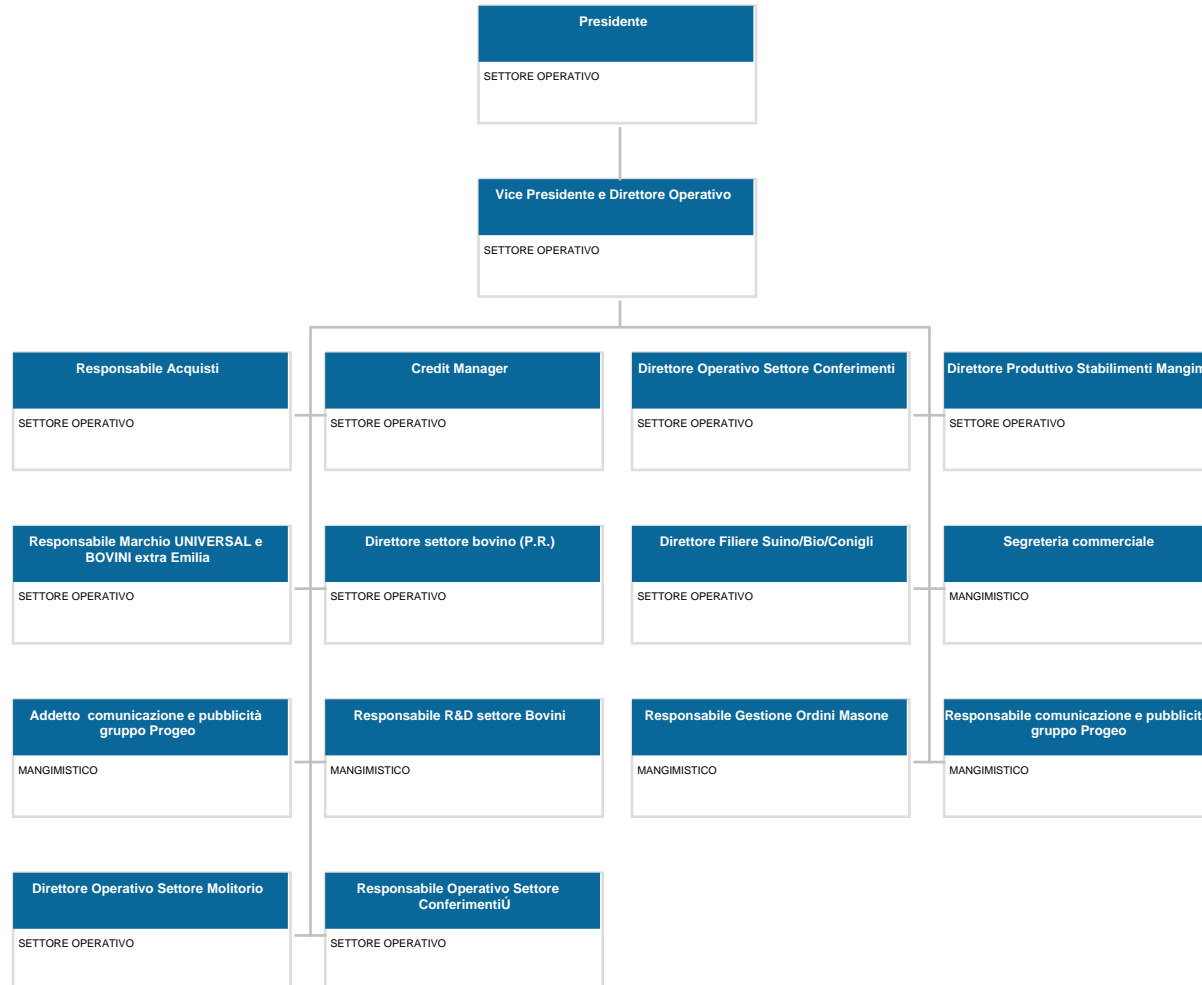 Presidente
SETTORE OPERATIVO
Vice Presidente e Direttore Operativo
SETTORE OPERATIVO
Responsabile Acquisti
SETTORE OPERATIVO
Credit Manager
SETTORE OPERATIVO
Direttore Operativo Settore Conferimenti
SETTORE OPERATIVO
Direttore Produttivo Stabilimenti Mangim
SETTORE OPERATIVO
Responsabile Marchio UNIVERSAL e
BOVINI extra Emilia
SETTORE OPERATIVO
Direttore settore bovino (P.R.)
SETTORE OPERATIVO
Direttore Filiere Suino/Bio/Conigli
SETTORE OPERATIVO
Segreteria commerciale
MANGIMISTICO
Addetto  comunicazione e pubblicità
gruppo Progeo
MANGIMISTICO
Responsabile R&D settore Bovini
MANGIMISTICO
Responsabile Gestione Ordini Masone
MANGIMISTICO
Responsabile comunicazione e pubblicit
gruppo Progeo
MANGIMISTICO
Direttore Operativo Settore Molitorio
SETTORE OPERATIVO
Responsabile Operativo Settore
ConferimentiÚ
SETTORE OPERATIVO